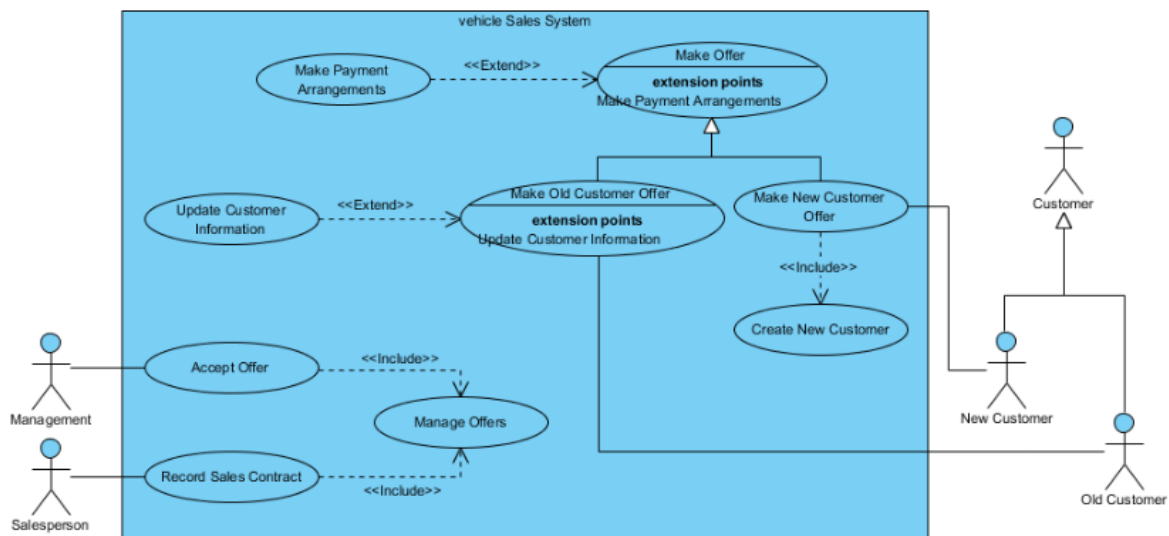 vehicle Sales System
Make Payment
Arrangements
<<Extend>>
Make Offer
extension points
Make Payment Arrangements
Update Customer
Information
<<Extend>>
Make Old Customer Offer
extension points
Update Customer Information
Make New Customer
Offer
Customer
<<Include>>
Create New Customer
Accept Offer
<<Include>>
Management
Manage Offers
New Customer
Record Sales Contract
<<Include>>
Salesperson
Old Customer